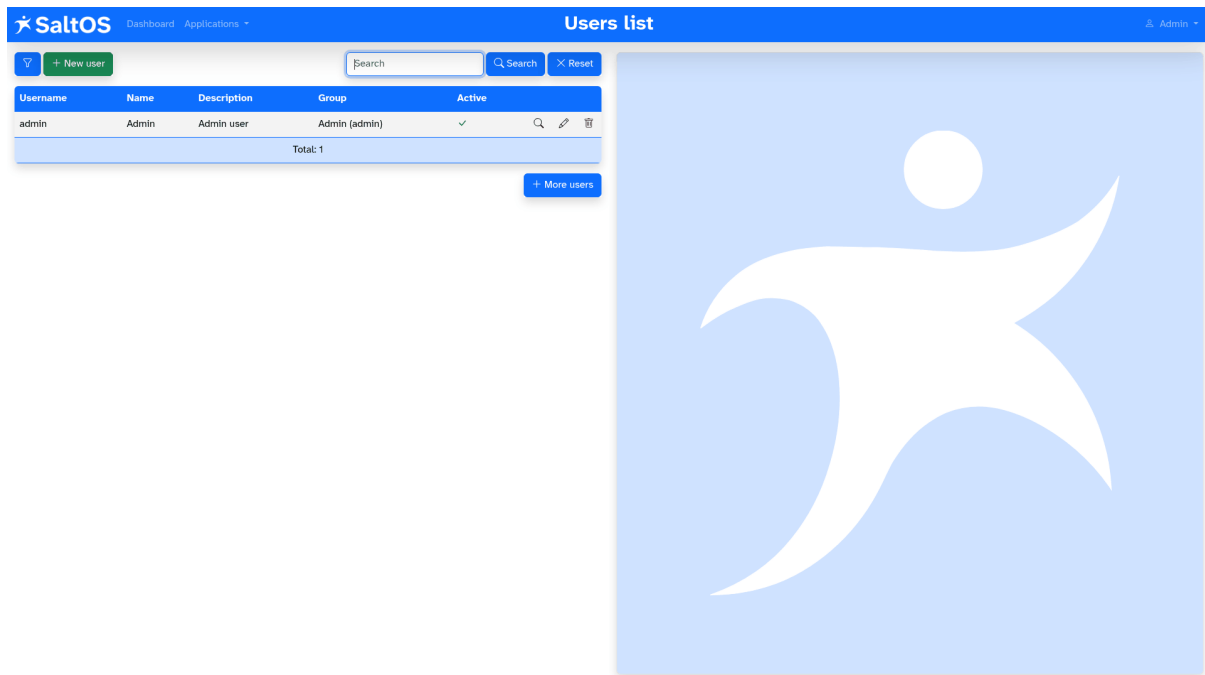 SaltOS Dashboard Applications Users list Admin
+ New user Search Search Reset
Username Name Description Group Active
admin Admin Admin user Admin (admin)
Total: 1
+ More users